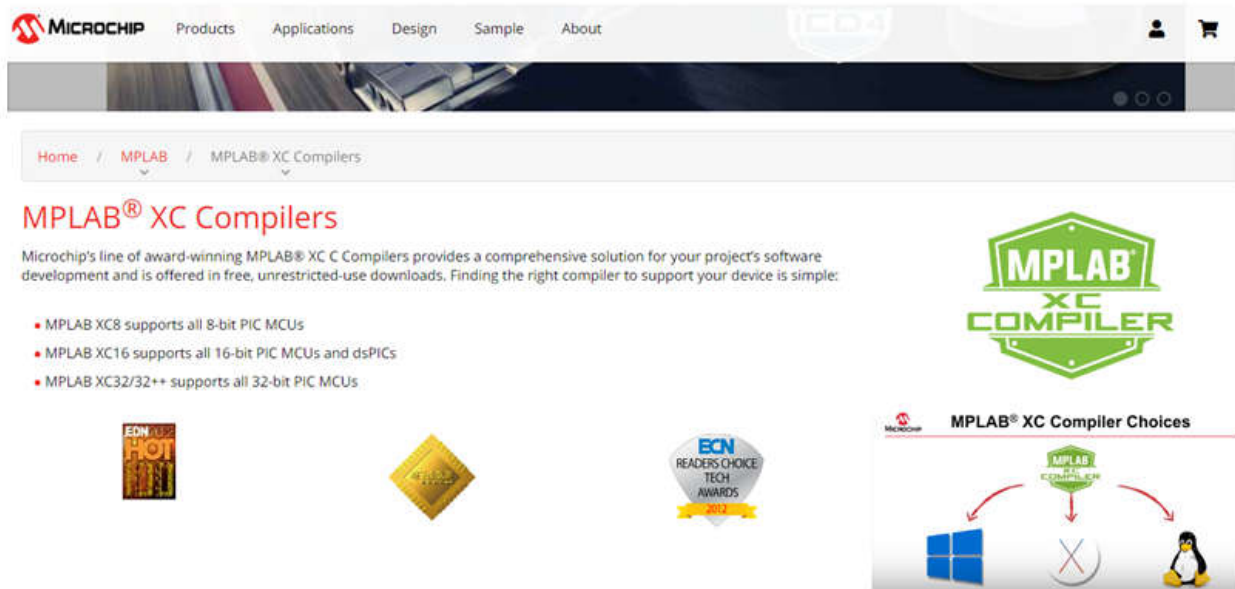 MICROCHIP Products Applications Design Sample About
ICD4
Home / MPLAB / MPLAB® XC Compilers
MPLAB® XC Compilers
Microchip's line of award-winning MPLAB® XC C Compilers provides a comprehensive solution for your project's software
development and is offered in free, unrestricted-use downloads. Finding the right compiler to support your device is simple:
• MPLAB XC8 supports all 8-bit PIC MCUs
• MPLAB XC16 supports all 16-bit PIC MCUs and dsPICs
• MPLAB XC32/32++ supports all 32-bit PIC MCUs
MPLAB®
XC
COMPILER
EDN
HOT
100
ECN
READERS CHOICE
TECH
AWARDS
2012
MICROCHIP
MPLAB® XC Compiler Choices
MPLAB
XC
COMPILER